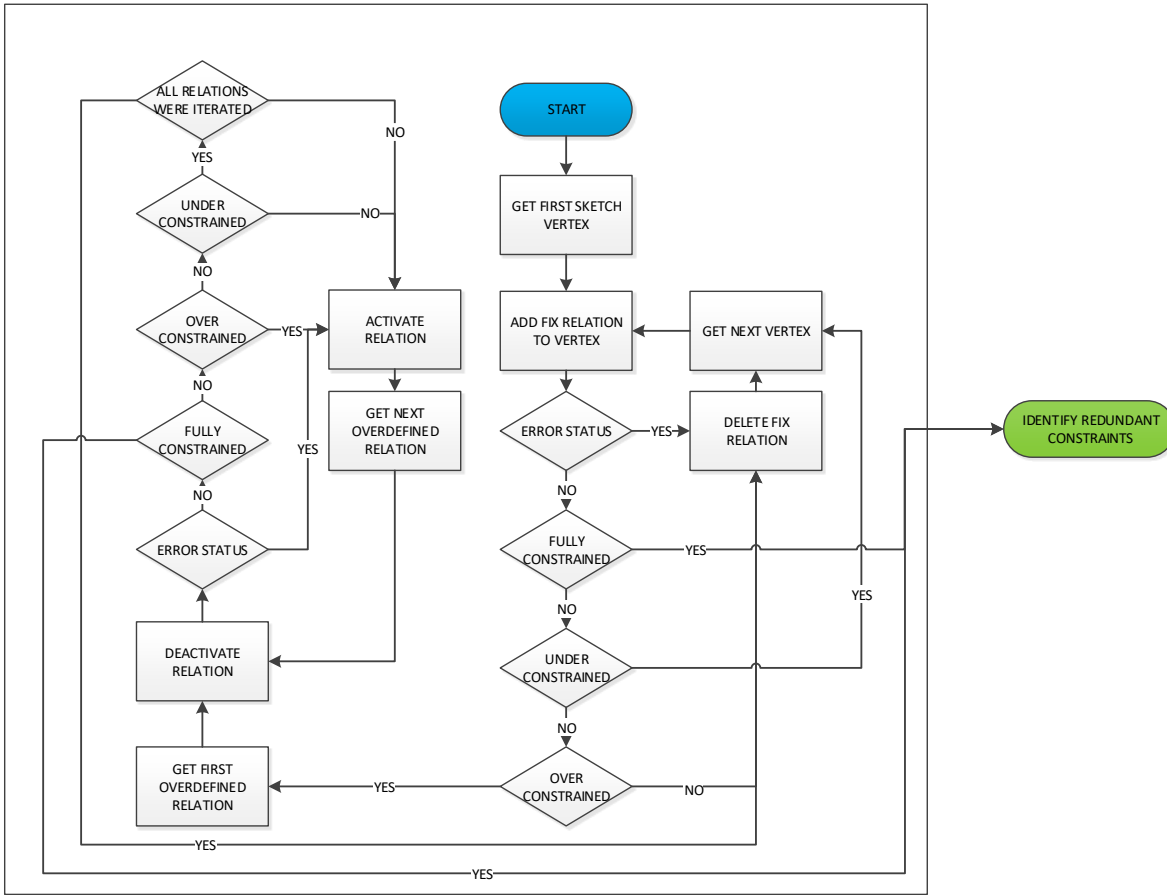 ALL RELATIONS
WERE ITERATED
NO
YES
UNDER
CONSTRAINED
NO
NO
OVER
CONSTRAINED
YES
NO
FULLY
CONSTRAINED
YES
NO
ERROR STATUS
DEACTIVATE
RELATION
GET FIRST
OVERDEFINED
RELATION
ACTIVATE
RELATION
GET NEXT
OVERDEFINED
RELATION
START
GET FIRST SKETCH
VERTEX
ADD FIX RELATION
TO VERTEX
GET NEXT VERTEX
ERROR STATUS
YES
DELETE FIX
RELATION
NO
FULLY
CONSTRAINED
YES
NO
UNDER
CONSTRAINED
YES
NO
OVER
CONSTRAINED
YES
NO
YES
YES
IDENTIFY REDUNDANT
CONSTRAINTS